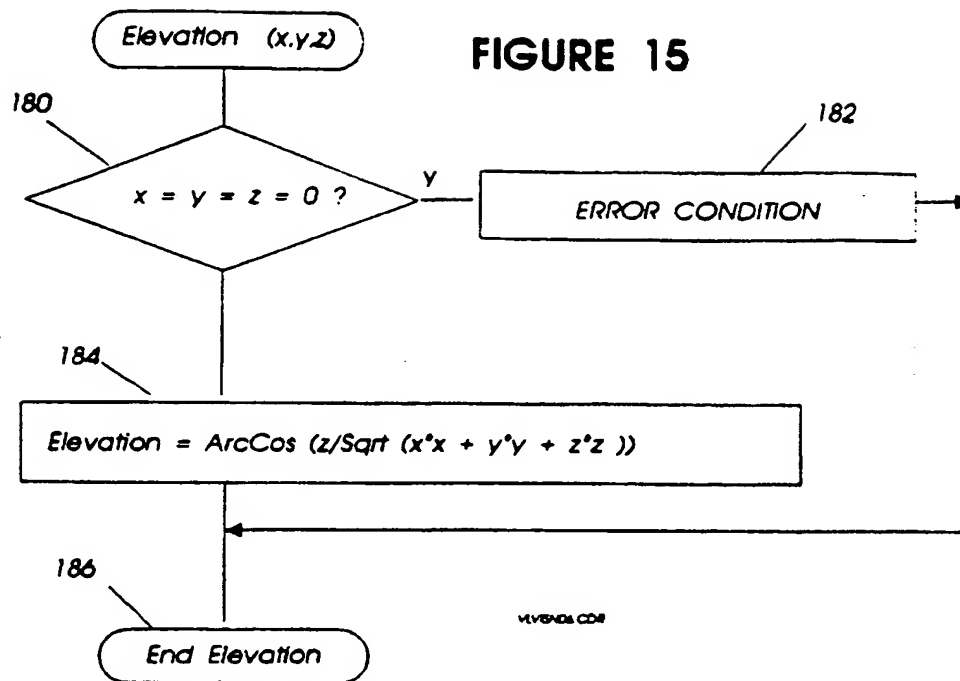 Elevation (x,y,z)
FIGURE 15
180
182
x = y = z = 0 ?
Y
ERROR CONDITION
184
Elevation = ArcCos (z/Sqrt (x*x + y*y + z*z ))
186
End Elevation